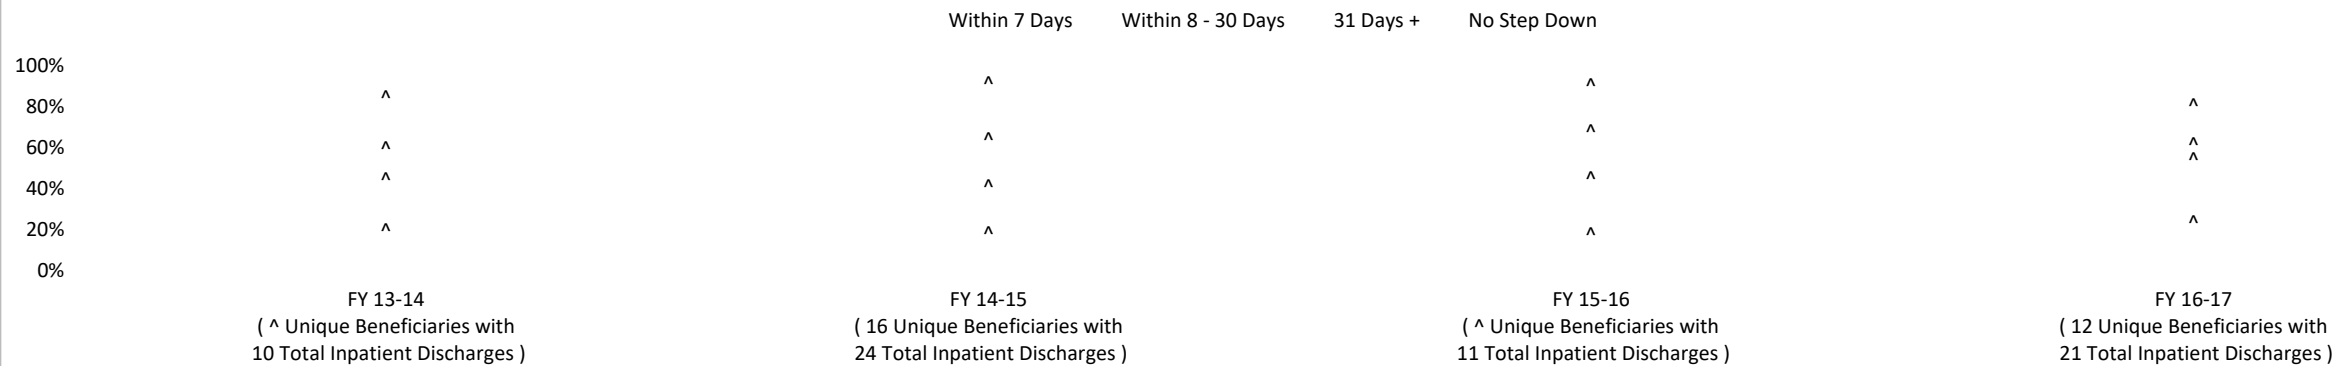 Within 7 Days Within 8 - 30 Days 31 Days + No Step Down
100%
80%
60%
40%
20%
0%
^ ^ ^ ^
^ ^ ^ ^
^ ^ ^ ^
^ ^ ^ ^
FY 13-14 FY 14-15 FY 15-16 FY 16-17
( ^ Unique Beneficiaries with ( 16 Unique Beneficiaries with ( ^ Unique Beneficiaries with ( 12 Unique Beneficiaries with
10 Total Inpatient Discharges ) 24 Total Inpatient Discharges ) 11 Total Inpatient Discharges ) 21 Total Inpatient Discharges )